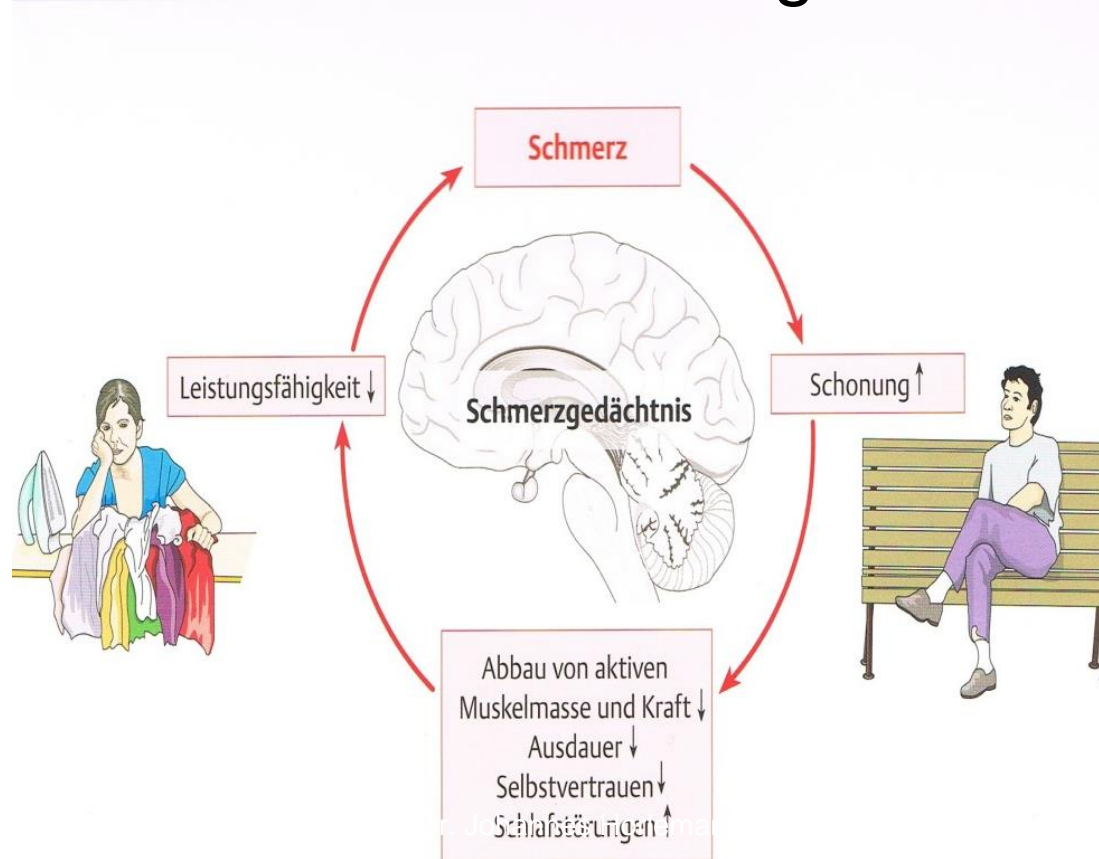 Schmerz
Leistungsfähigkeit ↓
Schmerzgedächtnis
Schonung ↑
Abbau von aktiven
Muskelmasse und Kraft ↓
Ausdauer ↓
Selbstvertrauen ↓
Schlafstörungen ↑